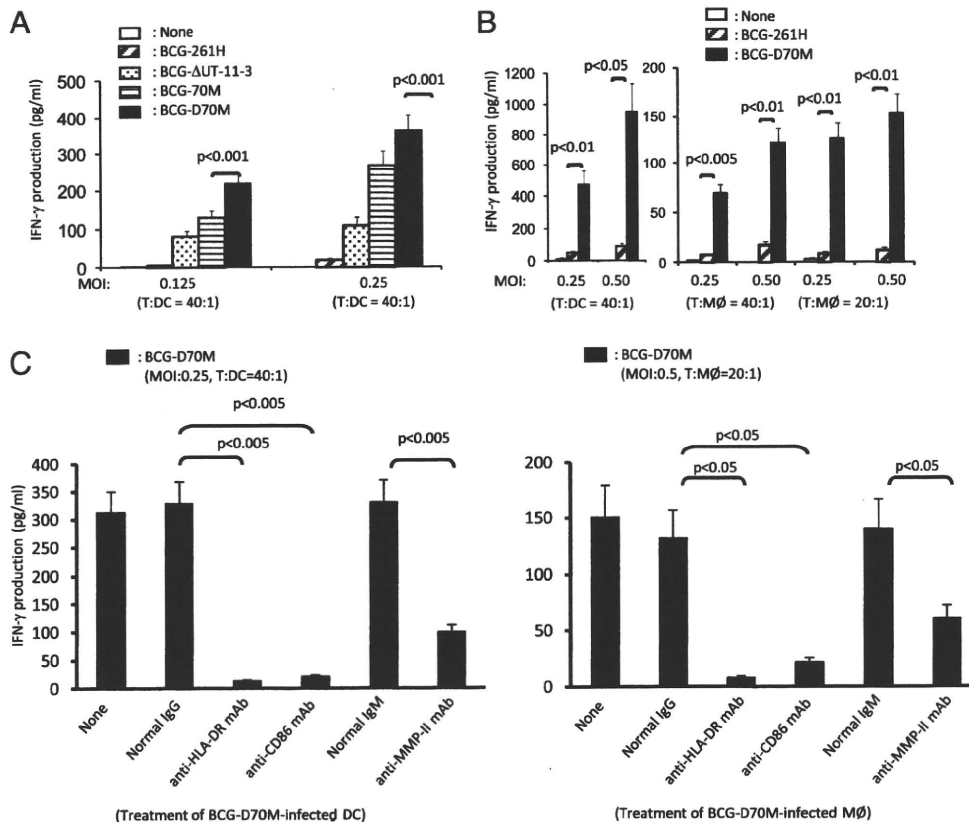 A
: None
: BCG-261H
: BCG-ΔUT-11-3
: BCG-70M
: BCG-D70M
IFN-γ production (pg/ml)
500
400
300
200
100
0
p<0.001
p<0.001
MOI:
0.125
0.25
(T:DC = 40:1)
(T:DC = 40:1)
B
: None
: BCG-261H
: BCG-D70M
IFN-γ production (pg/ml)
1200
1000
800
600
400
200
0
p<0.05
p<0.01
200
150
100
50
0
p<0.005
p<0.01
p<0.01
p<0.01
MOI:
0.25 0.50
0.25 0.50 0.25 0.50
(T:DC = 40:1)
(T:MØ = 40:1)
(T:MØ = 20:1)
C
: BCG-D70M
(MOI:0.25, T:DC=40:1)
p<0.005
p<0.005
p<0.005
IFN-γ production (pg/ml)
400
350
300
250
200
150
100
50
0
None
Normal IgG
anti-HLA-DR mAb
anti-CD86 mAb
Normal IgM
anti-MMP-II mAb
(Treatment of BCG-D70M-infected DC)
: BCG-D70M
(MOI:0.5, T:MØ=20:1)
p<0.05
p<0.05
p<0.05
200
150
100
50
0
None
Normal IgG
anti-HLA-DR mAb
anti-CD86 mAb
Normal IgM
anti-MMP-II mAb
(Treatment of BCG-D70M-infected MØ)